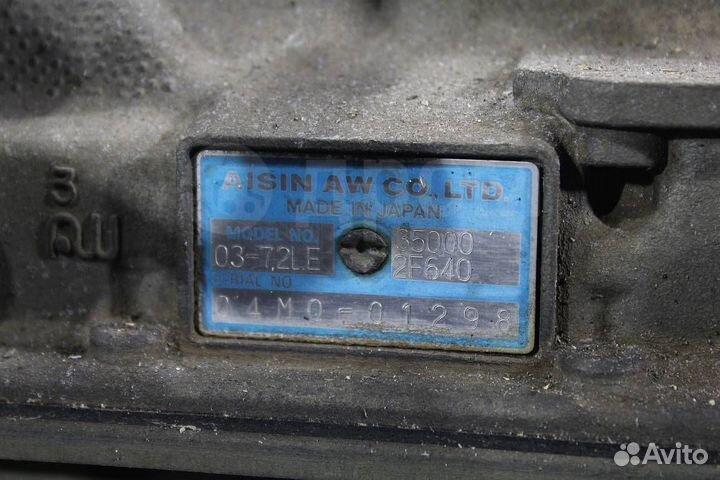 3
AW
AISIN AW CO., LTD.
MADE IN JAPAN
MODEL NO.
03-72LE
35000
2F640
SERIAL NO
04M0-01298
Avito